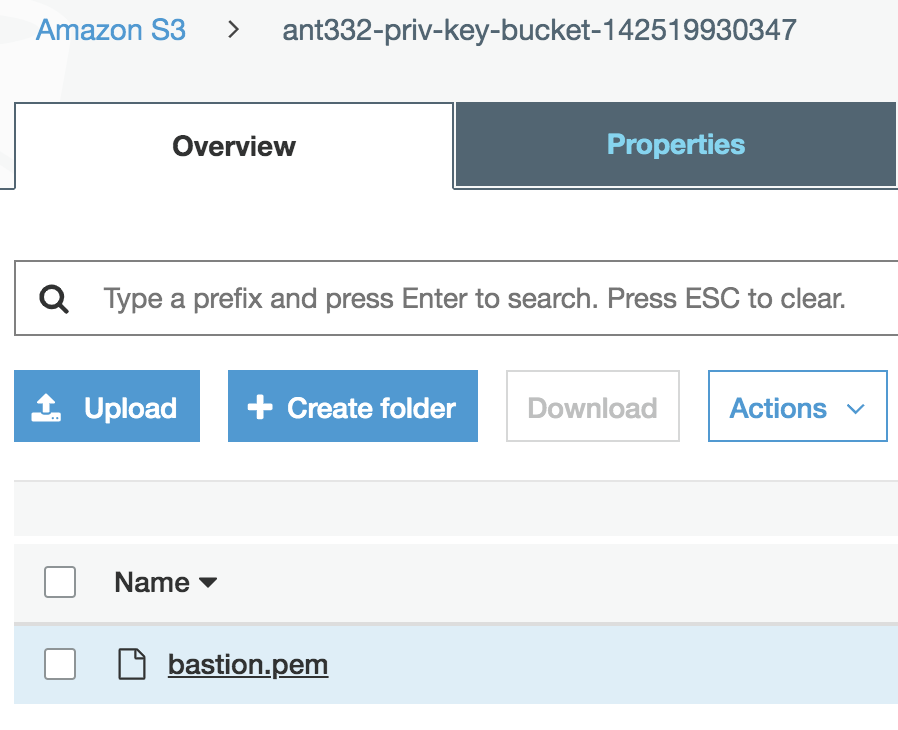 Amazon S3 > ant332-priv-key-bucket-142519930347
Overview Properties
Type a prefix and press Enter to search. Press ESC to clear.
Upload + Create folder Download Actions
Name
bastion.pem